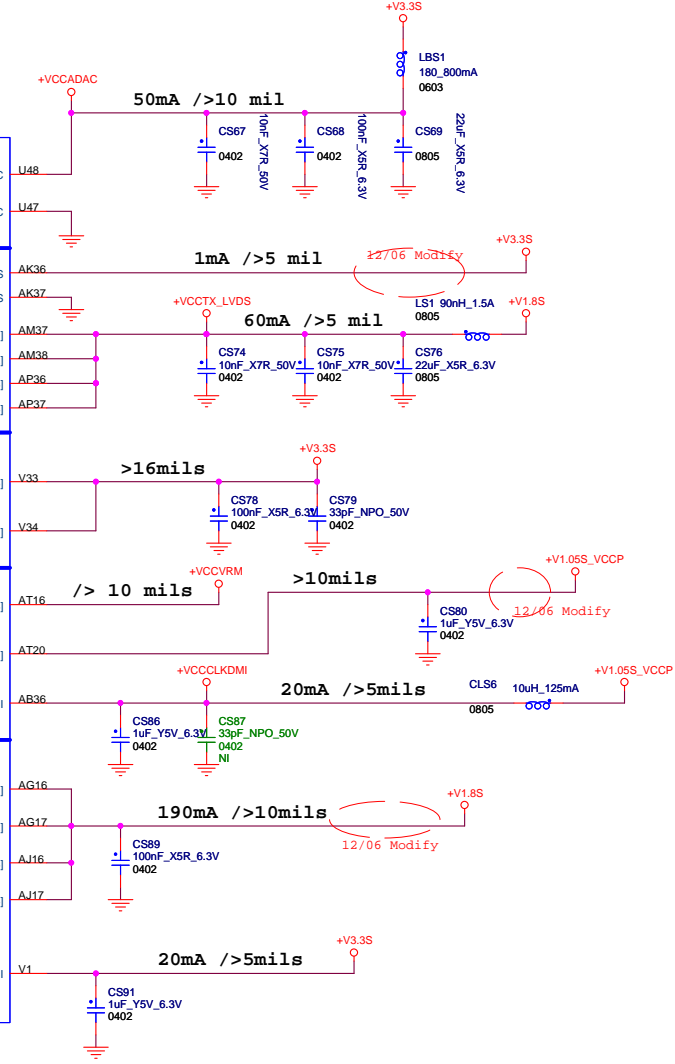 +V3.3S
LBS1
180_800mA
0603
+VCCADAC
50mA />10 mil
CS67
0402
10nF_X7R_50V
CS68
0402
100nF_X5R_6.3V
CS69
0805
22uF_X5R_6.3V
C
U48
C
U47
+V3.3S
1mA />5 mil
12/06 Modify
S
AK36
S
AK37
LS1 90nH_1.5A
0805
+V1.8S
+VCCTX_LVDS
60mA />5 mil
]
AM37
]
AM38
]
AP36
]
AP37
CS74
10nF_X7R_50V
0402
CS75
10nF_X7R_50V
0402
CS76
22uF_X5R_6.3V
0805
+V3.3S
>16mils
]
V33
]
V34
CS78
100nF_X5R_6.3V
0402
CS79
33pF_NPO_50V
0402
+VCCVRM
/> 10 mils
>10mils
+V1.05S_VCCP
12/06 Modify
]
AT16
]
AT20
CS80
1uF_Y5V_6.3V
0402
+VCCCLKDMI
20mA />5mils
CLS6
0805
10uH_125mA
+V1.05S_VCCP
I
AB36
CS86
1uF_Y5V_6.3V
0402
CS87
33pF_NPO_50V
0402
NI
]
AG16
]
AG17
]
AJ16
]
AJ17
190mA />10mils
+V1.8S
12/06 Modify
CS89
100nF_X5R_6.3V
0402
+V3.3S
20mA />5mils
I
V1
CS91
1uF_Y5V_6.3V
0402